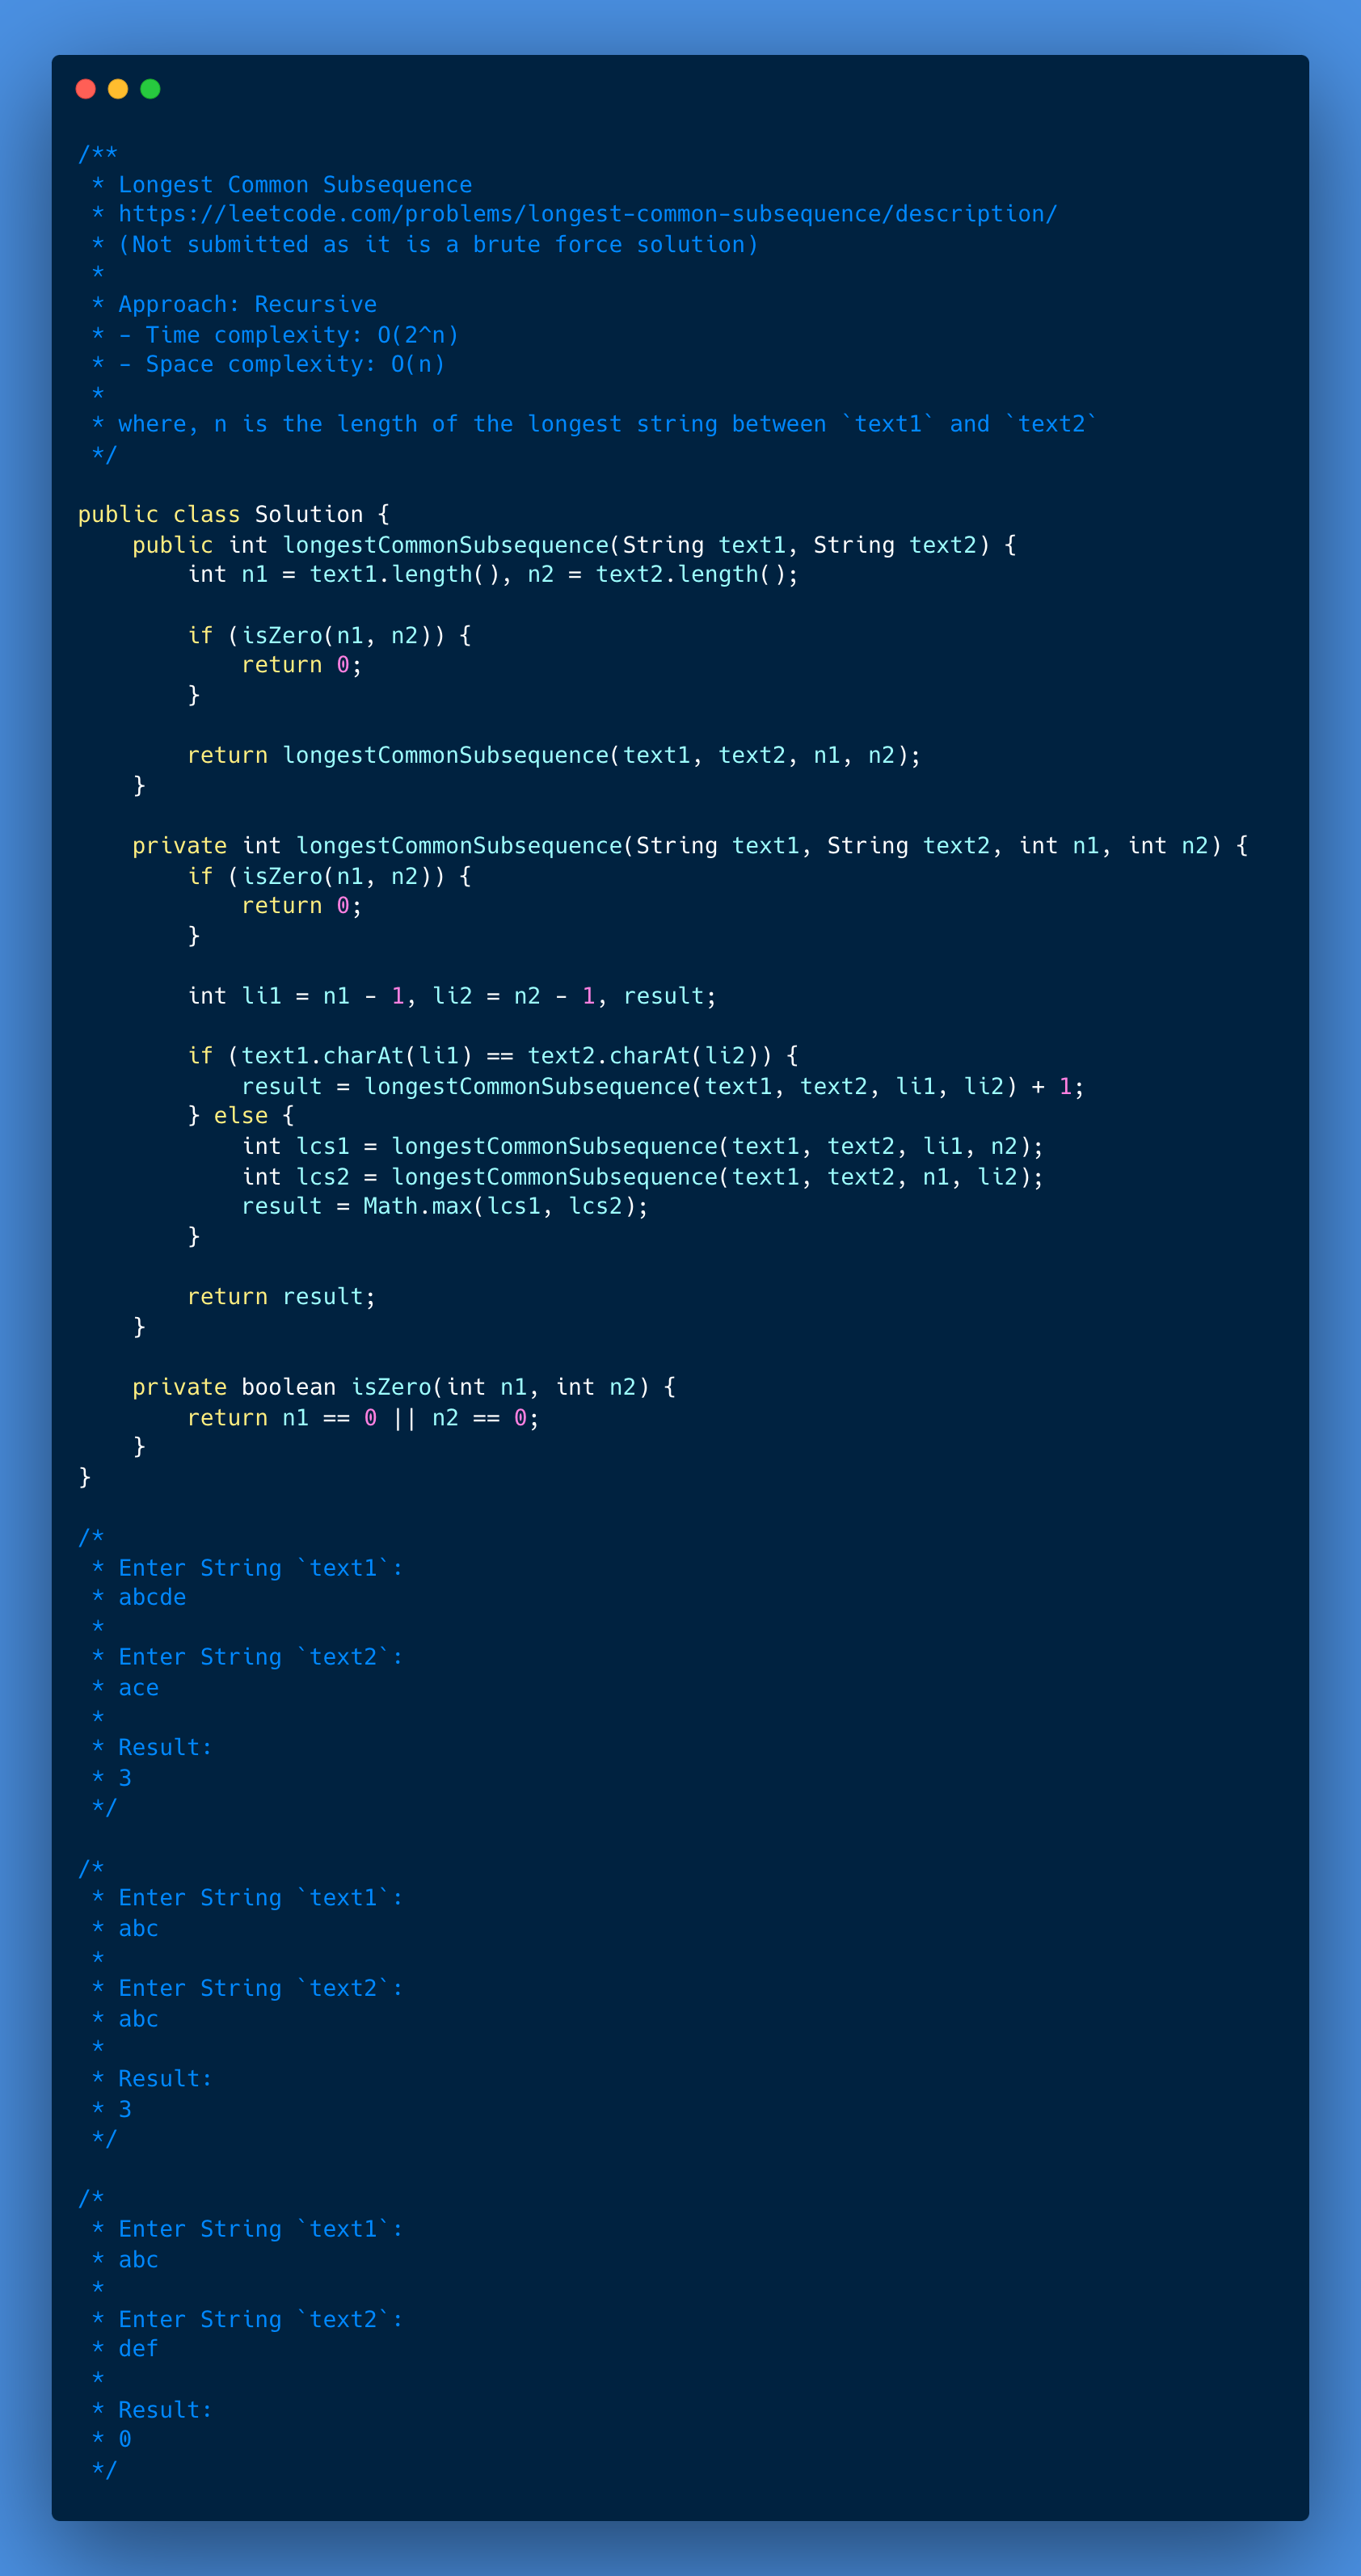 /**
 * Longest Common Subsequence
 * https://leetcode.com/problems/longest-common-subsequence/description/
 * (Not submitted as it is a brute force solution)
 *
 * Approach: Recursive
 * - Time complexity: O(2^n)
 * - Space complexity: O(n)
 *
 * where, n is the length of the longest string between `text1` and `text2`
 */

public class Solution {
    public int longestCommonSubsequence(String text1, String text2) {
        int n1 = text1.length(), n2 = text2.length();

        if (isZero(n1, n2)) {
            return 0;
        }

        return longestCommonSubsequence(text1, text2, n1, n2);
    }

    private int longestCommonSubsequence(String text1, String text2, int n1, int n2) {
        if (isZero(n1, n2)) {
            return 0;
        }

        int li1 = n1 - 1, li2 = n2 - 1, result;

        if (text1.charAt(li1) == text2.charAt(li2)) {
            result = longestCommonSubsequence(text1, text2, li1, li2) + 1;
        } else {
            int lcs1 = longestCommonSubsequence(text1, text2, li1, n2);
            int lcs2 = longestCommonSubsequence(text1, text2, n1, li2);
            result = Math.max(lcs1, lcs2);
        }

        return result;
    }

    private boolean isZero(int n1, int n2) {
        return n1 == 0 || n2 == 0;
    }
}

/*
 * Enter String `text1`:
 * abcde
 *
 * Enter String `text2`:
 * ace
 *
 * Result:
 * 3
 */

/*
 * Enter String `text1`:
 * abc
 *
 * Enter String `text2`:
 * abc
 *
 * Result:
 * 3
 */

/*
 * Enter String `text1`:
 * abc
 *
 * Enter String `text2`:
 * def
 *
 * Result:
 * 0
 */